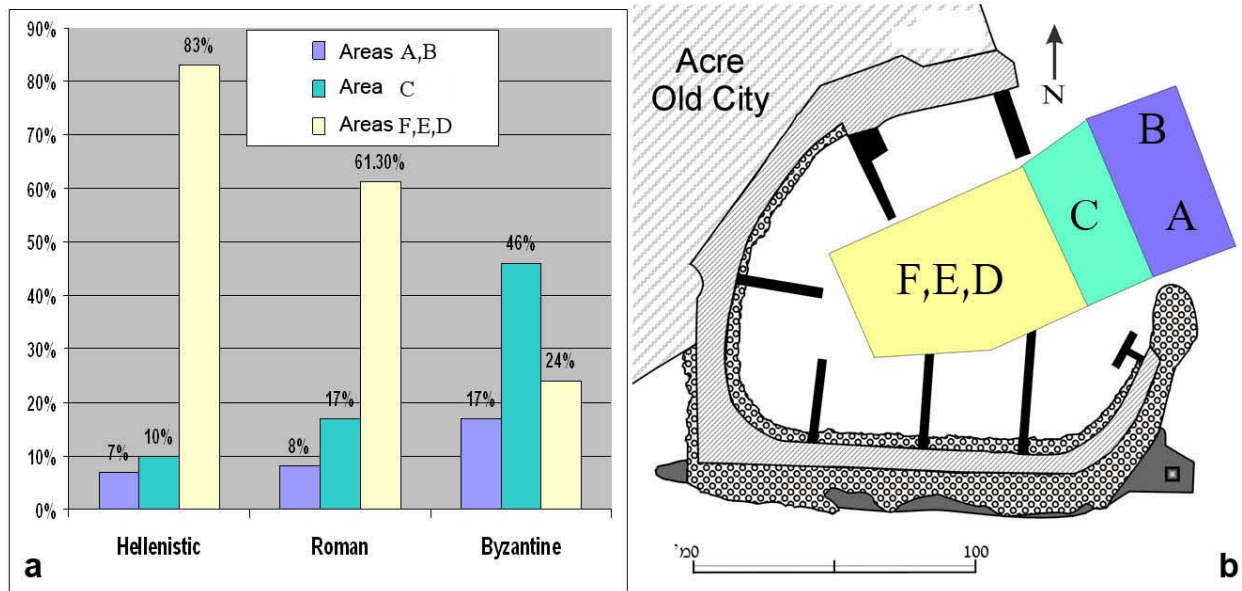 90%
80%
70%
60%
50%
40%
30%
20%
10%
0%
Areas A,B
Area C
Areas F,E,D
7%
10%
83%
8%
17%
61.30%
17%
46%
24%
Hellenistic
Roman
Byzantine
a
Acre
Old City
N
B
A
C
F,E,D
100
b